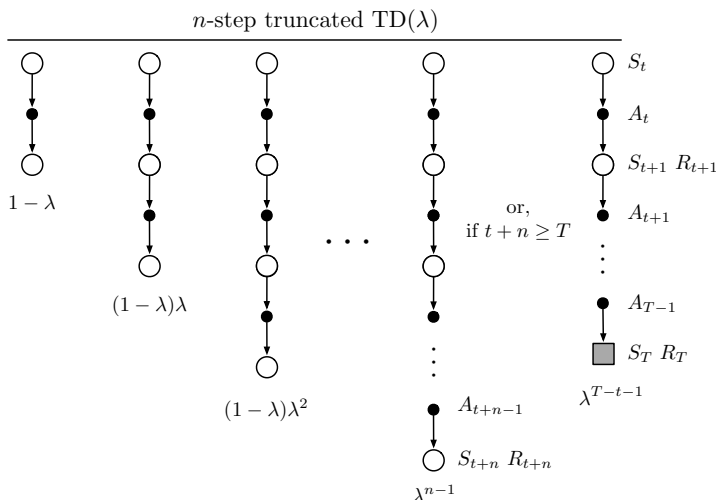 n-step truncated TD(λ)
S_t
A_t
S_{t+1} R_{t+1}
1 − λ
A_{t+1}
or,
if t + n ≥ T
· · ·
(1 − λ)λ
A_{T−1}
S_T R_T
λ^{T−t−1}
(1 − λ)λ²
A_{t+n−1}
S_{t+n} R_{t+n}
λ^{n−1}